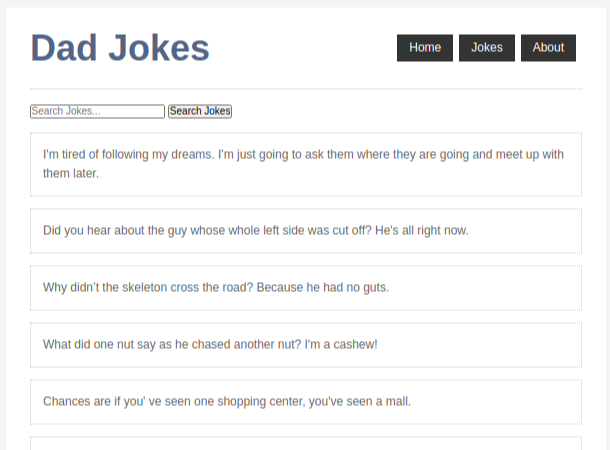 Dad Jokes
Home
Jokes
About
Search Jokes...
Search Jokes
I'm tired of following my dreams. I'm just going to ask them where they are going and meet up with
them later.
Did you hear about the guy whose whole left side was cut off? He's all right now.
Why didn't the skeleton cross the road? Because he had no guts.
What did one nut say as he chased another nut? I'm a cashew!
Chances are if you' ve seen one shopping center, you've seen a mall.